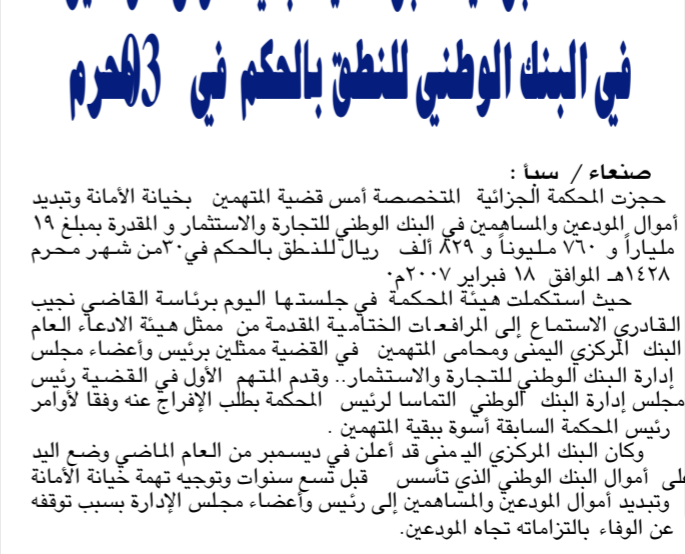 في البنك الوطني للنطق بالحكم في 03محرم
صنعاء / سبأ :
حجزت المحكمة الجزائية المتخصصة أمس قضية المتهمين بخيانة الأمانة وتبديد
أموال المودعين والمساهمين في البنك الوطني للتجارة والاستثمار و المقدرة بمبلغ ١٩
ملياراً و ٧٦٠ مليوناً و ٨٢٩ ألف ريال للنطق بالحكم في٣٠من شهر محرم
١٤٢٨هـ الموافق ١٨ فبراير ٢٠٠٧م٠
حيث استكملت هيئة المحكمة في جلستها اليوم برئاسة القاضي نجيب
القادري الاستماع إلى المرافعات الختامية المقدمة من ممثل هيئة الادعاء العام
البنك المركزي اليمنى ومحامى المتهمين في القضية ممثلين برئيس وأعضاء مجلس
إدارة البنك الوطني للتجارة والاستثمار.. وقدم المتهم الأول في القضية رئيس
مجلس إدارة البنك الوطني التماسا لرئيس المحكمة بطلب الإفراج عنه وفقا لأوامر
رئيس المحكمة السابقة أسوة ببقية المتهمين .
وكان البنك المركزي اليمنى قد أعلن في ديسمبر من العام الماضي وضع اليد
على أموال البنك الوطني الذي تأسس قبل تسع سنوات وتوجيه تهمة خيانة الأمانة
وتبديد أموال المودعين والمساهمين إلى رئيس وأعضاء مجلس الإدارة بسبب توقفه
عن الوفاء بالتزاماته تجاه المودعين.